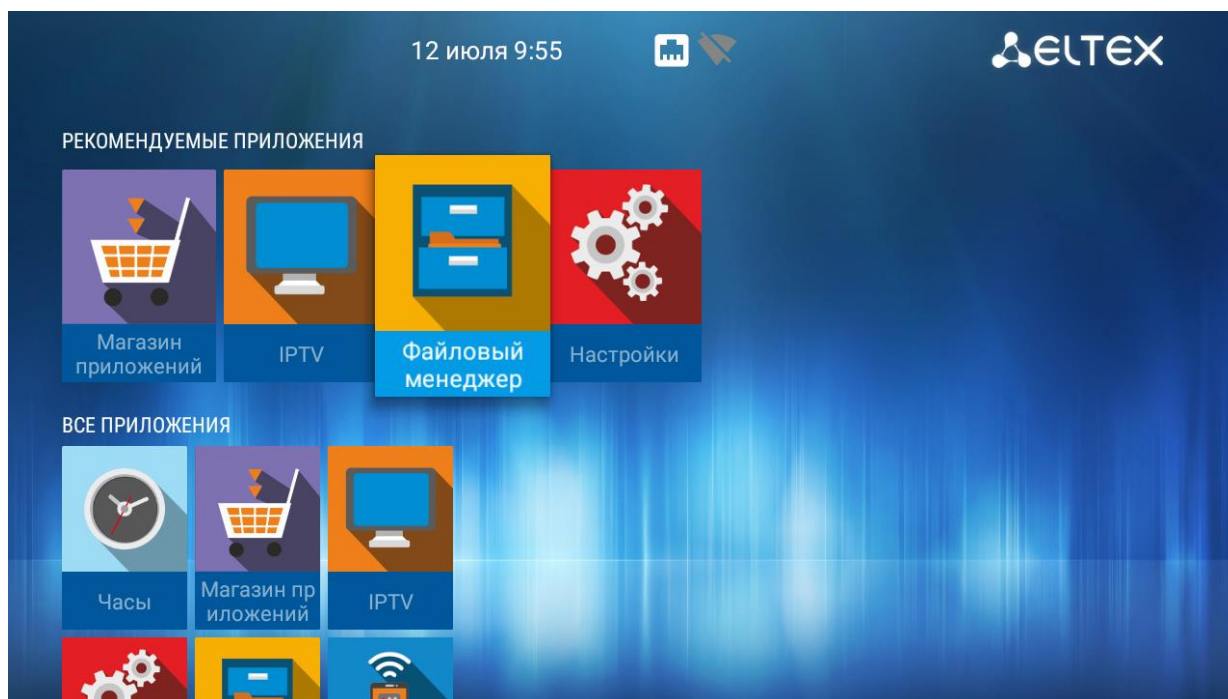 12 июля 9:55
ELTEX
РЕКОМЕНДУЕМЫЕ ПРИЛОЖЕНИЯ
Магазин
приложений
IPTV
Файловый
менеджер
Настройки
ВСЕ ПРИЛОЖЕНИЯ
Часы
Магазин пр
иложений
IPTV